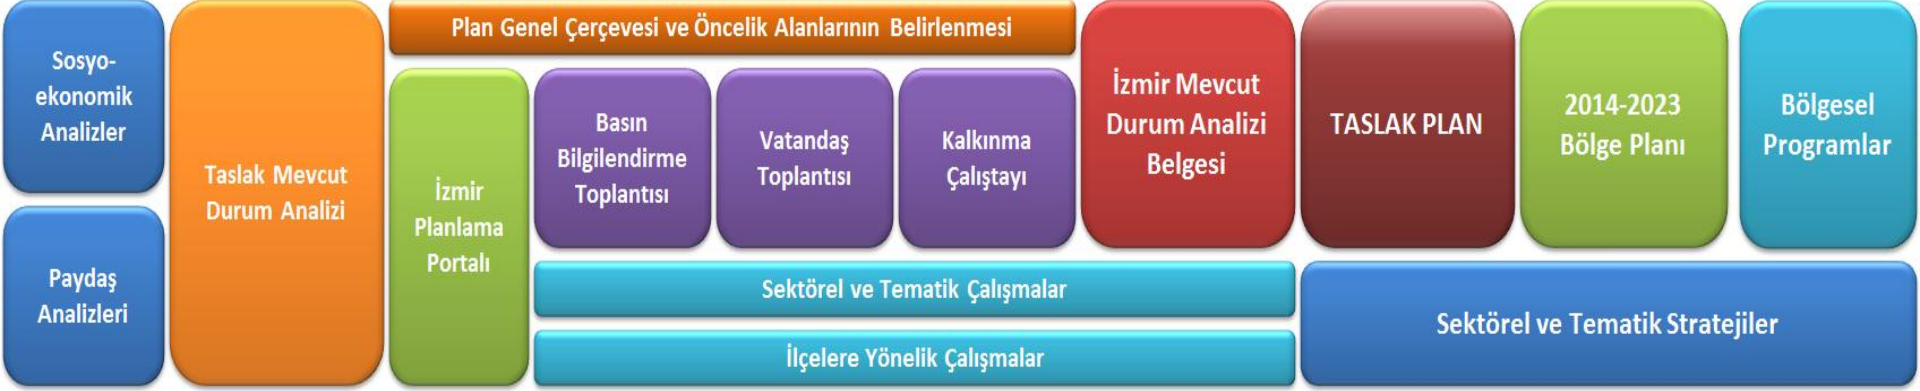 Sosyo-
ekonomik
Analizler
Paydaş
Analizleri
Taslak Mevcut
Durum Analizi
Plan Genel Çerçevesi ve Öncelik Alanlarının Belirlenmesi
İzmir
Planlama
Portalı
Basın
Bilgilendirme
Toplantısı
Vatandaş
Toplantısı
Kalkınma
Çalıştayı
Sektörel ve Tematik Çalışmalar
İlçelere Yönelik Çalışmalar
İzmir Mevcut
Durum Analizi
Belgesi
TASLAK PLAN
2014-2023
Bölge Planı
Bölgesel
Programlar
Sektörel ve Tematik Stratejiler